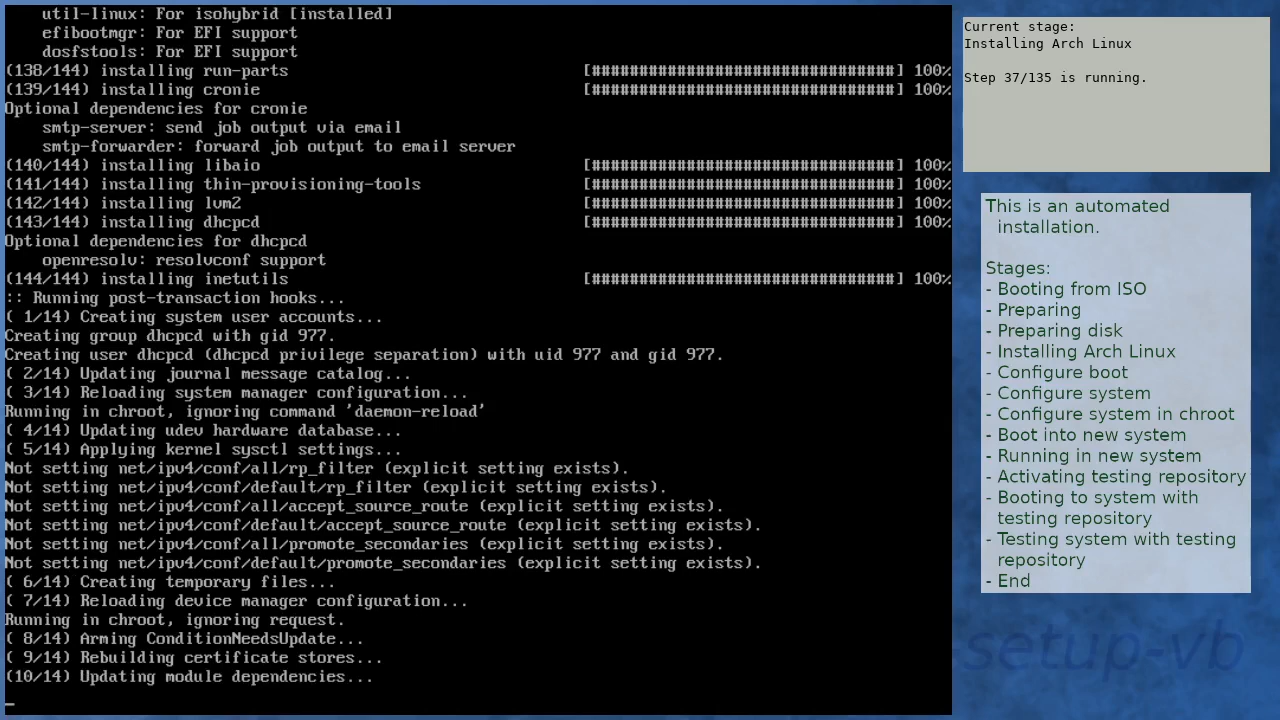 util-linux: For isohybrid [installed]
efibootmgr: For EFI support
dosfstools: For EFI support
(138/144) installing run-parts [################################] 100%
(139/144) installing cronie [################################] 100%
Optional dependencies for cronie
smtp-server: send job output via email
smtp-forwarder: forward job output to email server
(140/144) installing libaio [################################] 100%
(141/144) installing thin-provisioning-tools [################################] 100%
(142/144) installing lvm2 [################################] 100%
(143/144) installing dhcpcd [################################] 100%
Optional dependencies for dhcpcd
openresolv: resolvconf support
(144/144) installing inetutils [################################] 100%
:: Running post-transaction hooks...
( 1/14) Creating system user accounts...
Creating group dhcpcd with gid 977.
Creating user dhcpcd (dhcpcd privilege separation) with uid 977 and gid 977.
( 2/14) Updating journal message catalog...
( 3/14) Reloading system manager configuration...
Running in chroot, ignoring command 'daemon-reload'
( 4/14) Updating udev hardware database...
( 5/14) Applying kernel sysctl settings...
Not setting net/ipv4/conf/all/rp_filter (explicit setting exists).
Not setting net/ipv4/conf/default/rp_filter (explicit setting exists).
Not setting net/ipv4/conf/all/accept_source_route (explicit setting exists).
Not setting net/ipv4/conf/default/accept_source_route (explicit setting exists).
Not setting net/ipv4/conf/all/promote_secondaries (explicit setting exists).
Not setting net/ipv4/conf/default/promote_secondaries (explicit setting exists).
( 6/14) Creating temporary files...
( 7/14) Reloading device manager configuration...
Running in chroot, ignoring request.
( 8/14) Arming ConditionNeedsUpdate...
( 9/14) Rebuilding certificate stores...
(10/14) Updating module dependencies...
Current stage:
Installing Arch Linux
Step 37/135 is running.
This is an automated
installation.
Stages:
- Booting from ISO
- Preparing
- Preparing disk
- Installing Arch Linux
- Configure boot
- Configure system
- Configure system in chroot
- Boot into new system
- Running in new system
- Activating testing repository
- Booting to system with
testing repository
- Testing system with testing
repository
- End
setup-vb